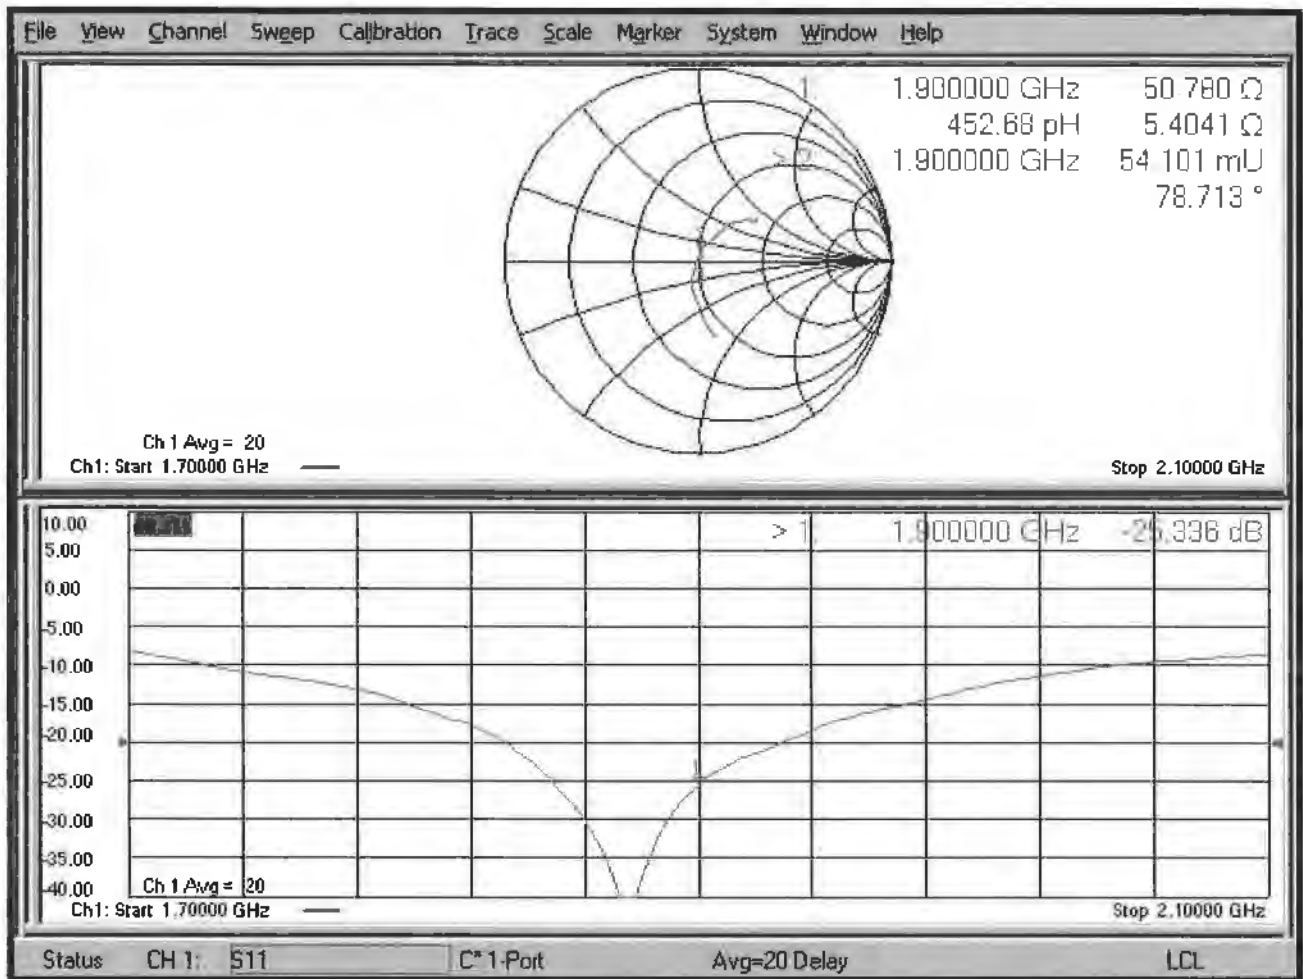 File View Channel Sweep Calibration Trace Scale Marker System Window Help
1.900000 GHz 50.780 Ω
452.68 pH 5.4041 Ω
1.900000 GHz 54.101 mU
78.713 °
Ch 1 Avg = 20
Ch1: Start 1.70000 GHz
Stop 2.10000 GHz
10.00
> 1: 1.900000 GHz -25.336 dB
5.00
0.00
-5.00
-10.00
-15.00
-20.00
-25.00
-30.00
-35.00
-40.00
Ch 1 Avg = 20
Ch1: Start 1.70000 GHz
Stop 2.10000 GHz
Status CH 1: S11 C* 1-Port Avg=20 Delay LCL